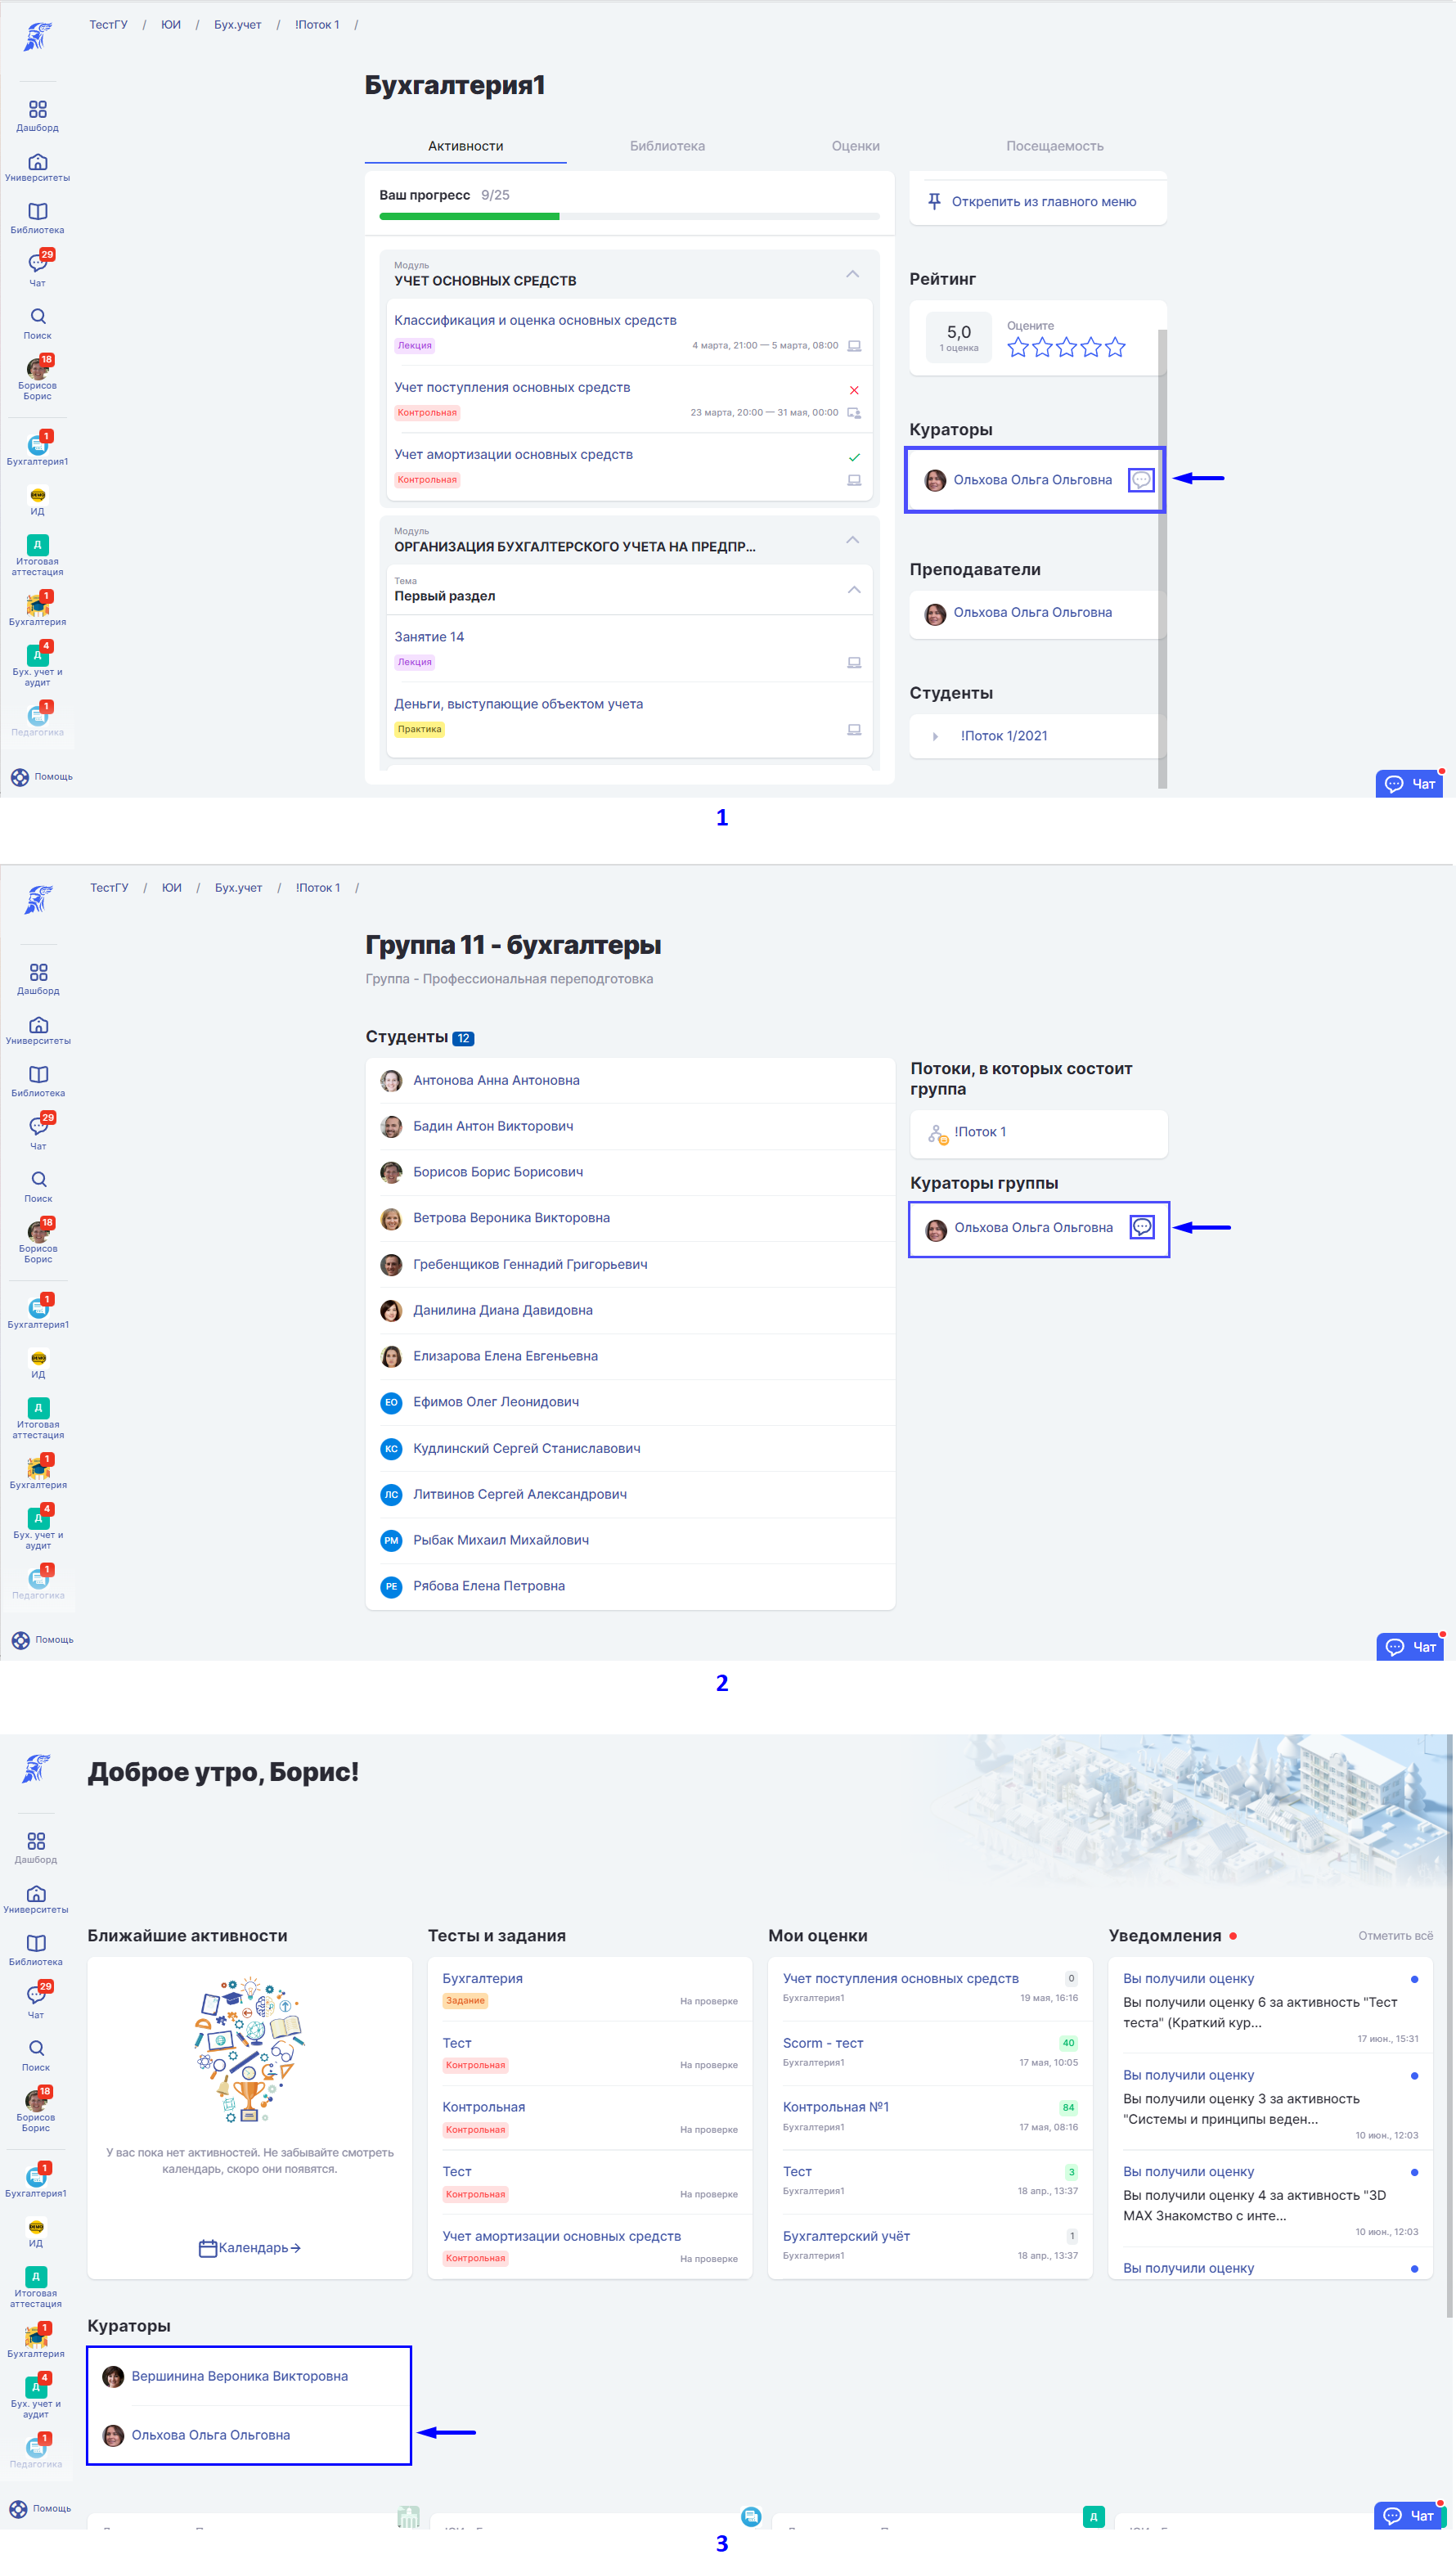 ТестГУ / ЮИ / Бух.учет / !Поток 1 /
Бухгалтерия1
Дашборд
Университеты
Библиотека
29
Чат
Поиск
18
Борисов
Борис
1
Бухгалтерия1
ИД
Д
Итоговая
аттестация
1
Бухгалтерия
4
Д
Бух. учет и
аудит
1
Педагогика
Помощь
Активности
Библиотека
Оценки
Посещаемость
Ваш прогресс 9/25
Модуль
УЧЕТ ОСНОВНЫХ СРЕДСТВ
Классификация и оценка основных средств
Лекция
4 марта, 21:00 — 5 марта, 08:00
Учет поступления основных средств
Контрольная
23 марта, 20:00 — 31 мая, 00:00
Учет амортизации основных средств
Контрольная
Модуль
ОРГАНИЗАЦИЯ БУХГАЛТЕРСКОГО УЧЕТА НА ПРЕДПР...
Тема
Первый раздел
Занятие 14
Лекция
Деньги, выступающие объектом учета
Практика
Открепить из главного меню
Рейтинг
5,0
1 оценка
Оцените
Кураторы
Ольхова Ольга Ольговна
Преподаватели
Ольхова Ольга Ольговна
Студенты
!Поток 1/2021
Чат
1
ТестГУ / ЮИ / Бух.учет / !Поток 1 /
Группа 11 - бухгалтеры
Группа - Профессиональная переподготовка
Дашборд
Университеты
Библиотека
29
Чат
Поиск
18
Борисов
Борис
1
Бухгалтерия1
ИД
Д
Итоговая
аттестация
1
Бухгалтерия
4
Д
Бух. учет и
аудит
1
Педагогика
Помощь
Студенты 12
Антонова Анна Антоновна
Бадин Антон Викторович
Борисов Борис Борисович
Ветрова Вероника Викторовна
Гребенщиков Геннадий Григорьевич
Данилина Диана Давидовна
Елизарова Елена Евгеньевна
ЕО Ефимов Олег Леонидович
КС Кудлинский Сергей Станиславович
ЛС Литвинов Сергей Александрович
РМ Рыбак Михаил Михайлович
РЕ Рябова Елена Петровна
Потоки, в которых состоит
группа
!Поток 1
Кураторы группы
Ольхова Ольга Ольговна
Чат
2
Доброе утро, Борис!
Дашборд
Университеты
Библиотека
29
Чат
Поиск
18
Борисов
Борис
1
Бухгалтерия1
ИД
Д
Итоговая
аттестация
1
Бухгалтерия
4
Д
Бух. учет и
аудит
1
Педагогика
Помощь
Ближайшие активности
У вас пока нет активностей. Не забывайте смотреть
календарь, скоро они появятся.
Календарь
Тесты и задания
Бухгалтерия
Задание
На проверке
Тест
Контрольная
На проверке
Контрольная
Контрольная
На проверке
Тест
Контрольная
На проверке
Учет амортизации основных средств
Контрольная
На проверке
Мои оценки
Учет поступления основных средств 0
Бухгалтерия1 19 мая, 16:16
Scorm - тест 40
Бухгалтерия1 17 мая, 10:05
Контрольная №1 84
Бухгалтерия1 17 мая, 08:16
Тест 3
Бухгалтерия1 18 апр., 13:37
Бухгалтерский учёт 1
Бухгалтерия1 18 апр., 13:37
Уведомления
Отметить всё
Вы получили оценку
Вы получили оценку 6 за активность "Тест
теста" (Краткий кур...
17 июн., 15:31
Вы получили оценку
Вы получили оценку 3 за активность
"Системы и принципы веден...
10 июн., 12:03
Вы получили оценку
Вы получили оценку 4 за активность "3D
MAX Знакомство с инте...
10 июн., 12:03
Вы получили оценку
Кураторы
Вершинина Вероника Викторовна
Ольхова Ольга Ольговна
Д
Чат
3